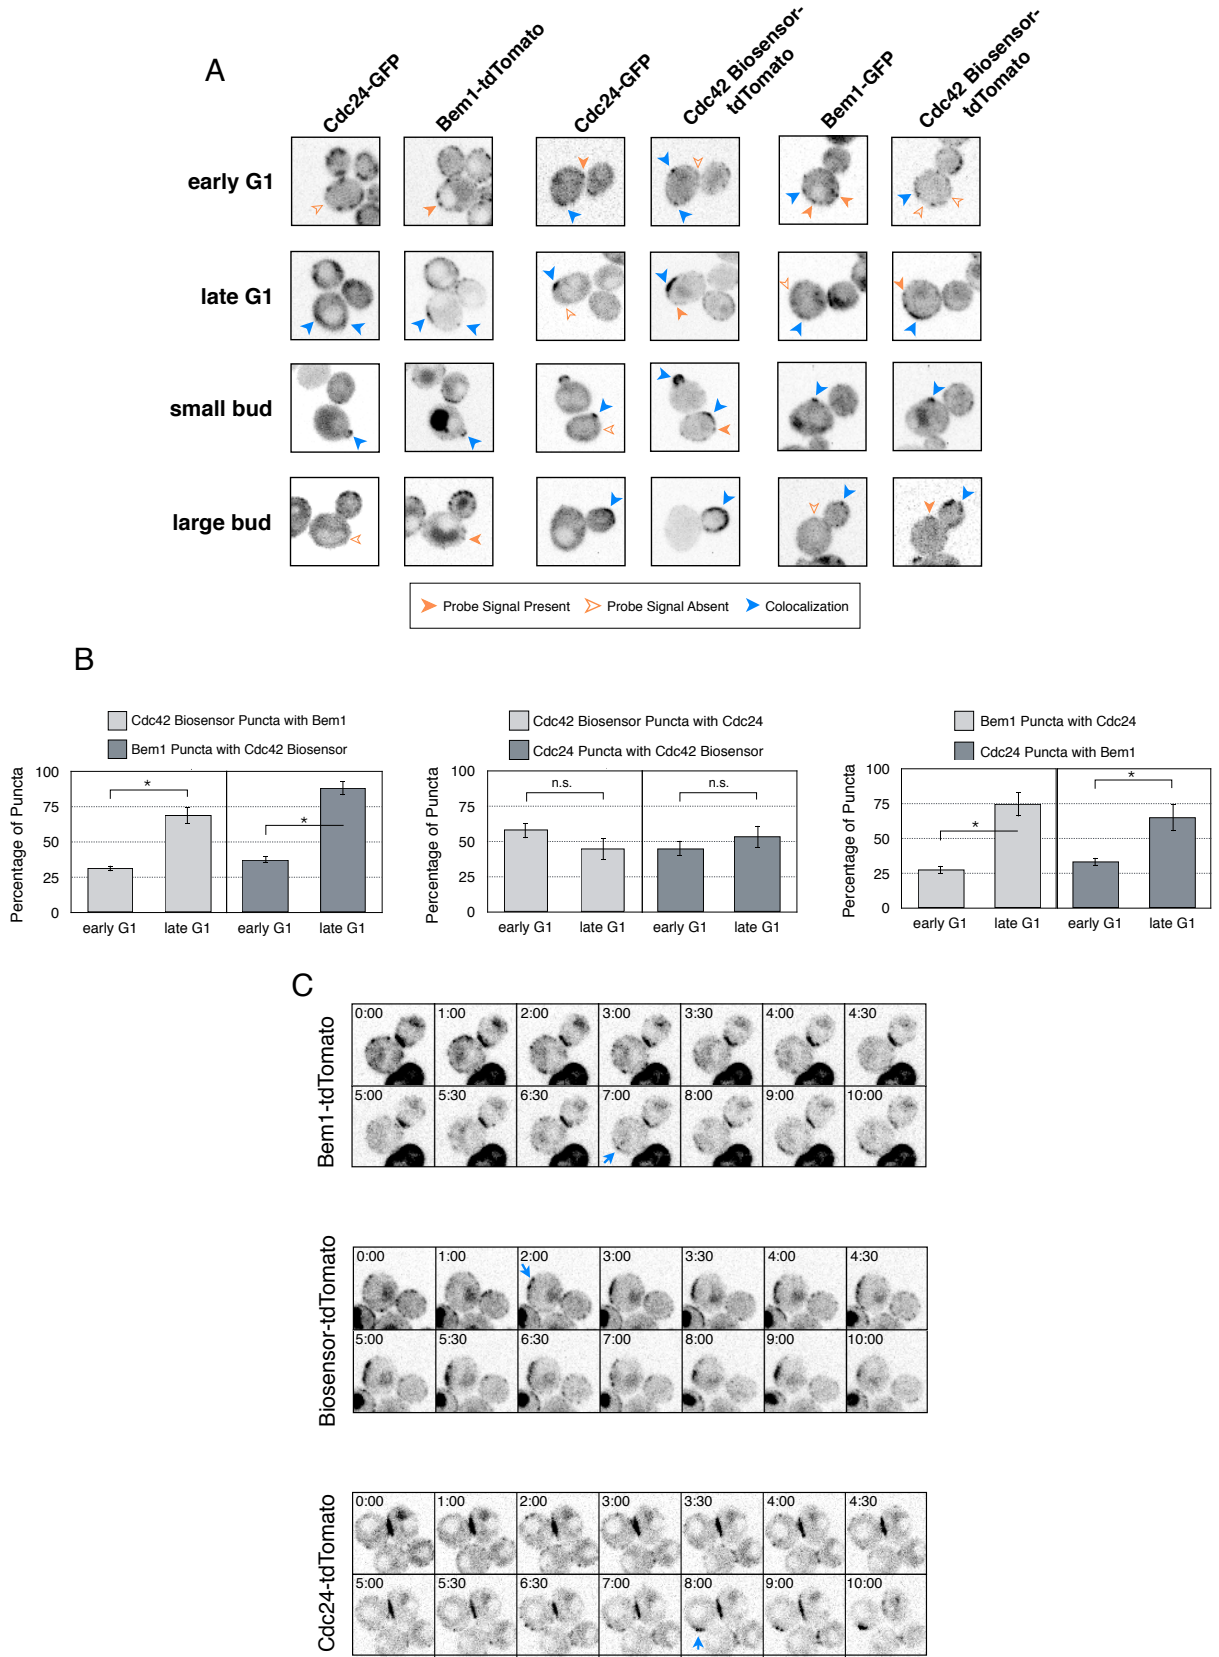 A
Cdc24-GFP
Bem1-tdTomato
Cdc24-GFP
Cdc42 Biosensor-
tdTomato
Bem1-GFP
Cdc42 Biosensor-
tdTomato
early G1
late G1
small bud
large bud
Probe Signal Present
Probe Signal Absent
Colocalization
B
Cdc42 Biosensor Puncta with Bem1
Bem1 Puncta with Cdc42 Biosensor
Percentage of Puncta
100
75
50
25
0
*
*
early G1 late G1 early G1 late G1
Cdc42 Biosensor Puncta with Cdc24
Cdc24 Puncta with Cdc42 Biosensor
Percentage of Puncta
100
75
50
25
0
n.s.
n.s.
early G1 late G1 early G1 late G1
Bem1 Puncta with Cdc24
Cdc24 Puncta with Bem1
Percentage of Puncta
100
75
50
25
0
*
*
early G1 late G1 early G1 late G1
C
Bem1-tdTomato
0:00 1:00 2:00 3:00 3:30 4:00 4:30
5:00 5:30 6:30 7:00 8:00 9:00 10:00
Biosensor-tdTomato
0:00 1:00 2:00 3:00 3:30 4:00 4:30
5:00 5:30 6:30 7:00 8:00 9:00 10:00
Cdc24-tdTomato
0:00 1:00 2:00 3:00 3:30 4:00 4:30
5:00 5:30 6:30 7:00 8:00 9:00 10:00